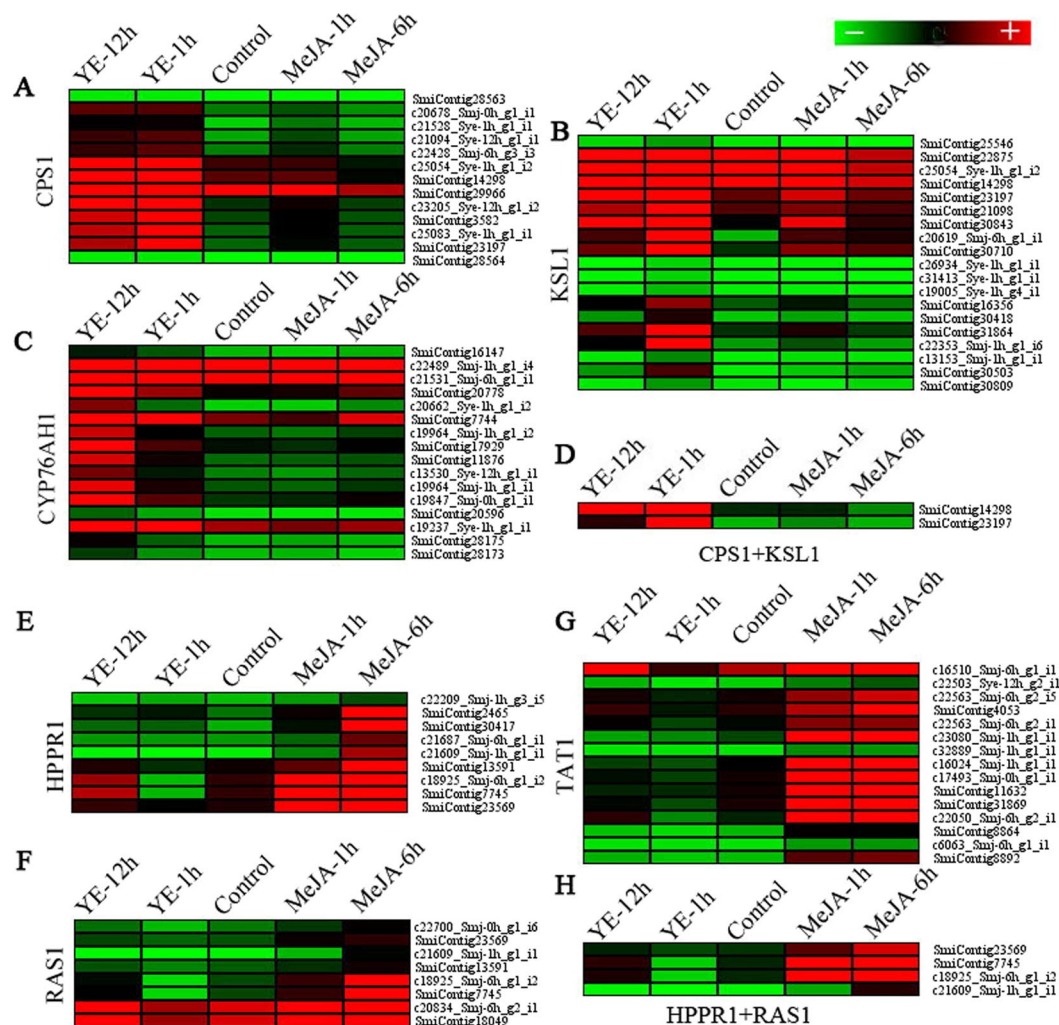 YE-12h YE-1h Control MeJA-1h MeJA-6h
− +
A
CPS1
SmiContig28563
c20678_Smj-0h_g1_i1
c21528_Sye-1h_g1_i1
c21094_Sye-12h_g1_i1
c22428_Smj-6h_g3_i3
c25054_Sye-1h_g1_i2
SmiContig14298
SmiContig29966
c23205_Sye-12h_g1_i2
SmiContig3582
c25083_Sye-1h_g1_i1
SmiContig23197
SmiContig28564
B
YE-12h YE-1h Control MeJA-1h MeJA-6h
KSL1
SmiContig25546
SmiContig22875
c25054_Sye-1h_g1_i2
SmiContig14298
SmiContig23197
SmiContig21098
SmiContig30843
c20619_Smj-6h_g1_i1
SmiContig30710
c26934_Sye-1h_g1_i1
c31413_Sye-1h_g1_i1
c19005_Sye-1h_g4_i1
SmiContig16356
SmiContig30418
SmiContig31864
c22353_Smj-1h_g1_i6
c13153_Smj-1h_g1_i1
SmiContig30503
SmiContig30809
C
YE-12h YE-1h Control MeJA-1h MeJA-6h
CYP76AH1
SmiContig16147
c22489_Smj-1h_g1_i4
c21531_Smj-6h_g1_i1
SmiContig20778
c20662_Sye-1h_g1_i2
SmiContig7744
c19964_Smj-1h_g1_i2
SmiContig17929
SmiContig11876
c13530_Sye-12h_g1_i1
c19964_Smj-1h_g1_i1
c19847_Smj-0h_g1_i1
SmiContig20596
c19237_Sye-1h_g1_i1
SmiContig28175
SmiContig28173
D
YE-12h YE-1h Control MeJA-1h MeJA-6h
SmiContig14298
SmiContig23197
CPS1+KSL1
E
YE-12h YE-1h Control MeJA-1h MeJA-6h
HPPR1
c22209_Smj-1h_g3_i5
SmiContig2465
SmiContig30417
c21687_Smj-6h_g1_i1
c21609_Smj-1h_g1_i1
SmiContig13591
c18925_Smj-6h_g1_i2
SmiContig7745
SmiContig23569
G
YE-12h YE-1h Control MeJA-1h MeJA-6h
TAT1
c16510_Smj-6h_g1_i1
c22503_Sye-12h_g2_i1
c22563_Smj-6h_g2_i5
SmiContig4053
c22563_Smj-6h_g2_i1
c23080_Smj-1h_g1_i1
c32889_Smj-1h_g1_i1
c16024_Smj-1h_g1_i1
c17493_Smj-0h_g1_i1
SmiContig11632
SmiContig31869
c22050_Smj-6h_g2_i1
SmiContig8864
c6063_Smj-6h_g1_i1
SmiContig8892
F
YE-12h YE-1h Control MeJA-1h MeJA-6h
RAS1
c22700_Smj-0h_g1_i6
SmiContig23569
c21609_Smj-1h_g1_i1
SmiContig13591
c18925_Smj-6h_g1_i2
SmiContig7745
c20834_Smj-6h_g2_i1
SmiContig18049
H
YE-12h YE-1h Control MeJA-1h MeJA-6h
SmiContig23569
SmiContig7745
c18925_Smj-6h_g1_i2
c21609_Smj-1h_g1_i1
HPPR1+RAS1